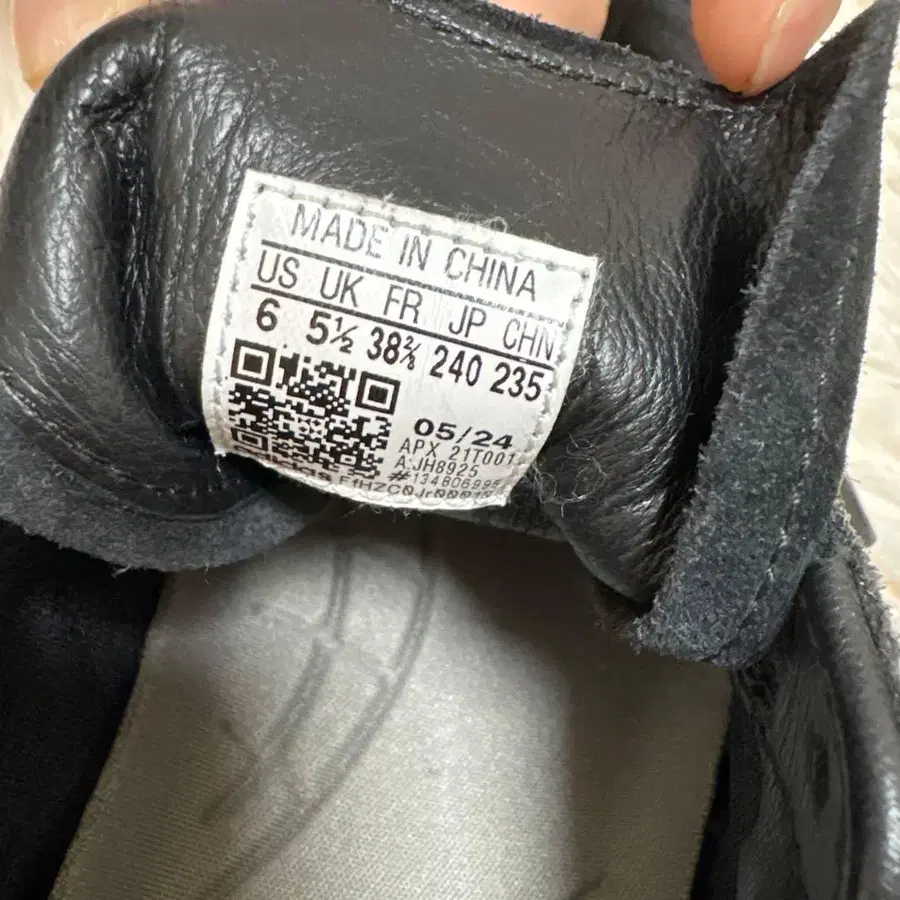 MADE IN CHINA
US UK FR JP CHN
6 5½ 38⅔ 240 235
05/24
APX 21T001
A:JH8925
#134806995